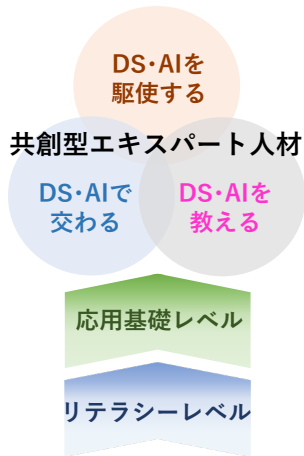 DS・AIを
駆使する
共創型エキスパート人材
DS・AIで
交わる
DS・AIを
教える
応用基礎レベル
リテラシーレベル